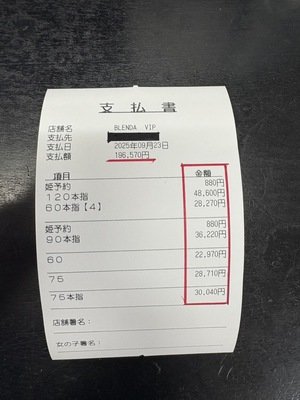 支払書
店舗名 BLENDA VIP
支払先
支払日 2025年09月23日
支払額 196,570円
項目 金額
姫予約 880円
120本指 48,600円
60本指【4】 28,270円
姫予約 880円
90本指 36,220円
60 22,970円
75 28,710円
75本指 30,040円
店舗署名：
女の子署名：